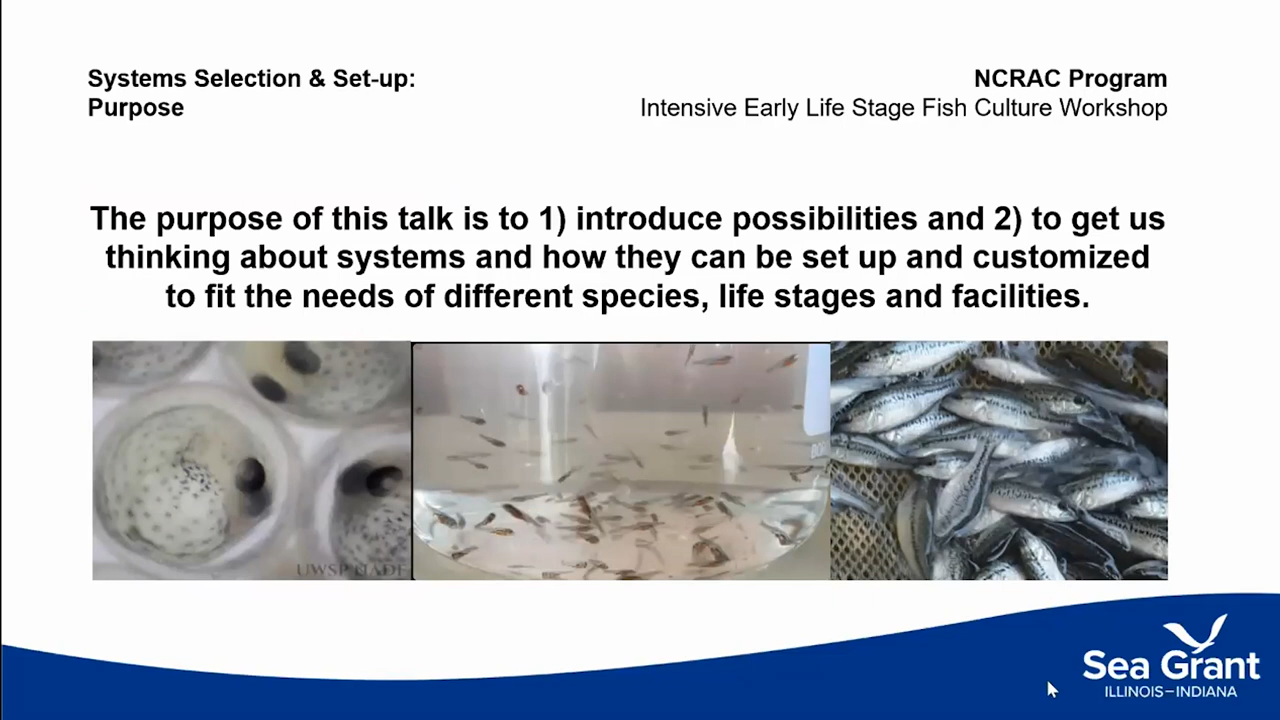 Systems Selection & Set-up:
Purpose
NCRAC Program
Intensive Early Life Stage Fish Culture Workshop
The purpose of this talk is to 1) introduce possibilities and 2) to get us
thinking about systems and how they can be set up and customized
to fit the needs of different species, life stages and facilities.
UWSP UADF
Sea Grant
ILLINOIS–INDIANA